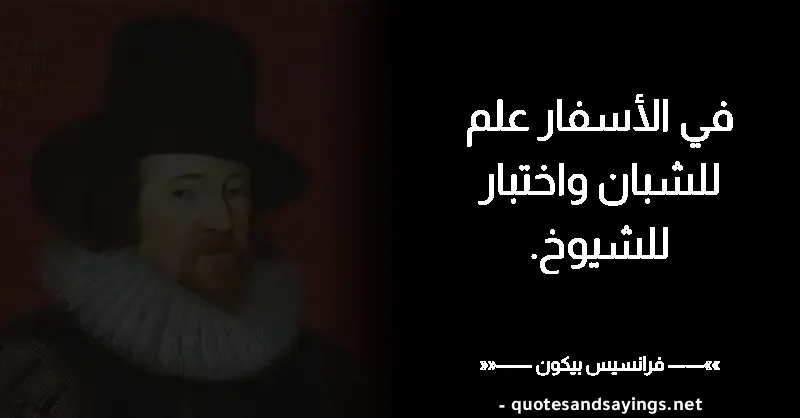 في الأسفار علم
للشبان واختبار
للشيوخ.
»»—— فرانسيس بيكون ——««
- quotesandsayings.net